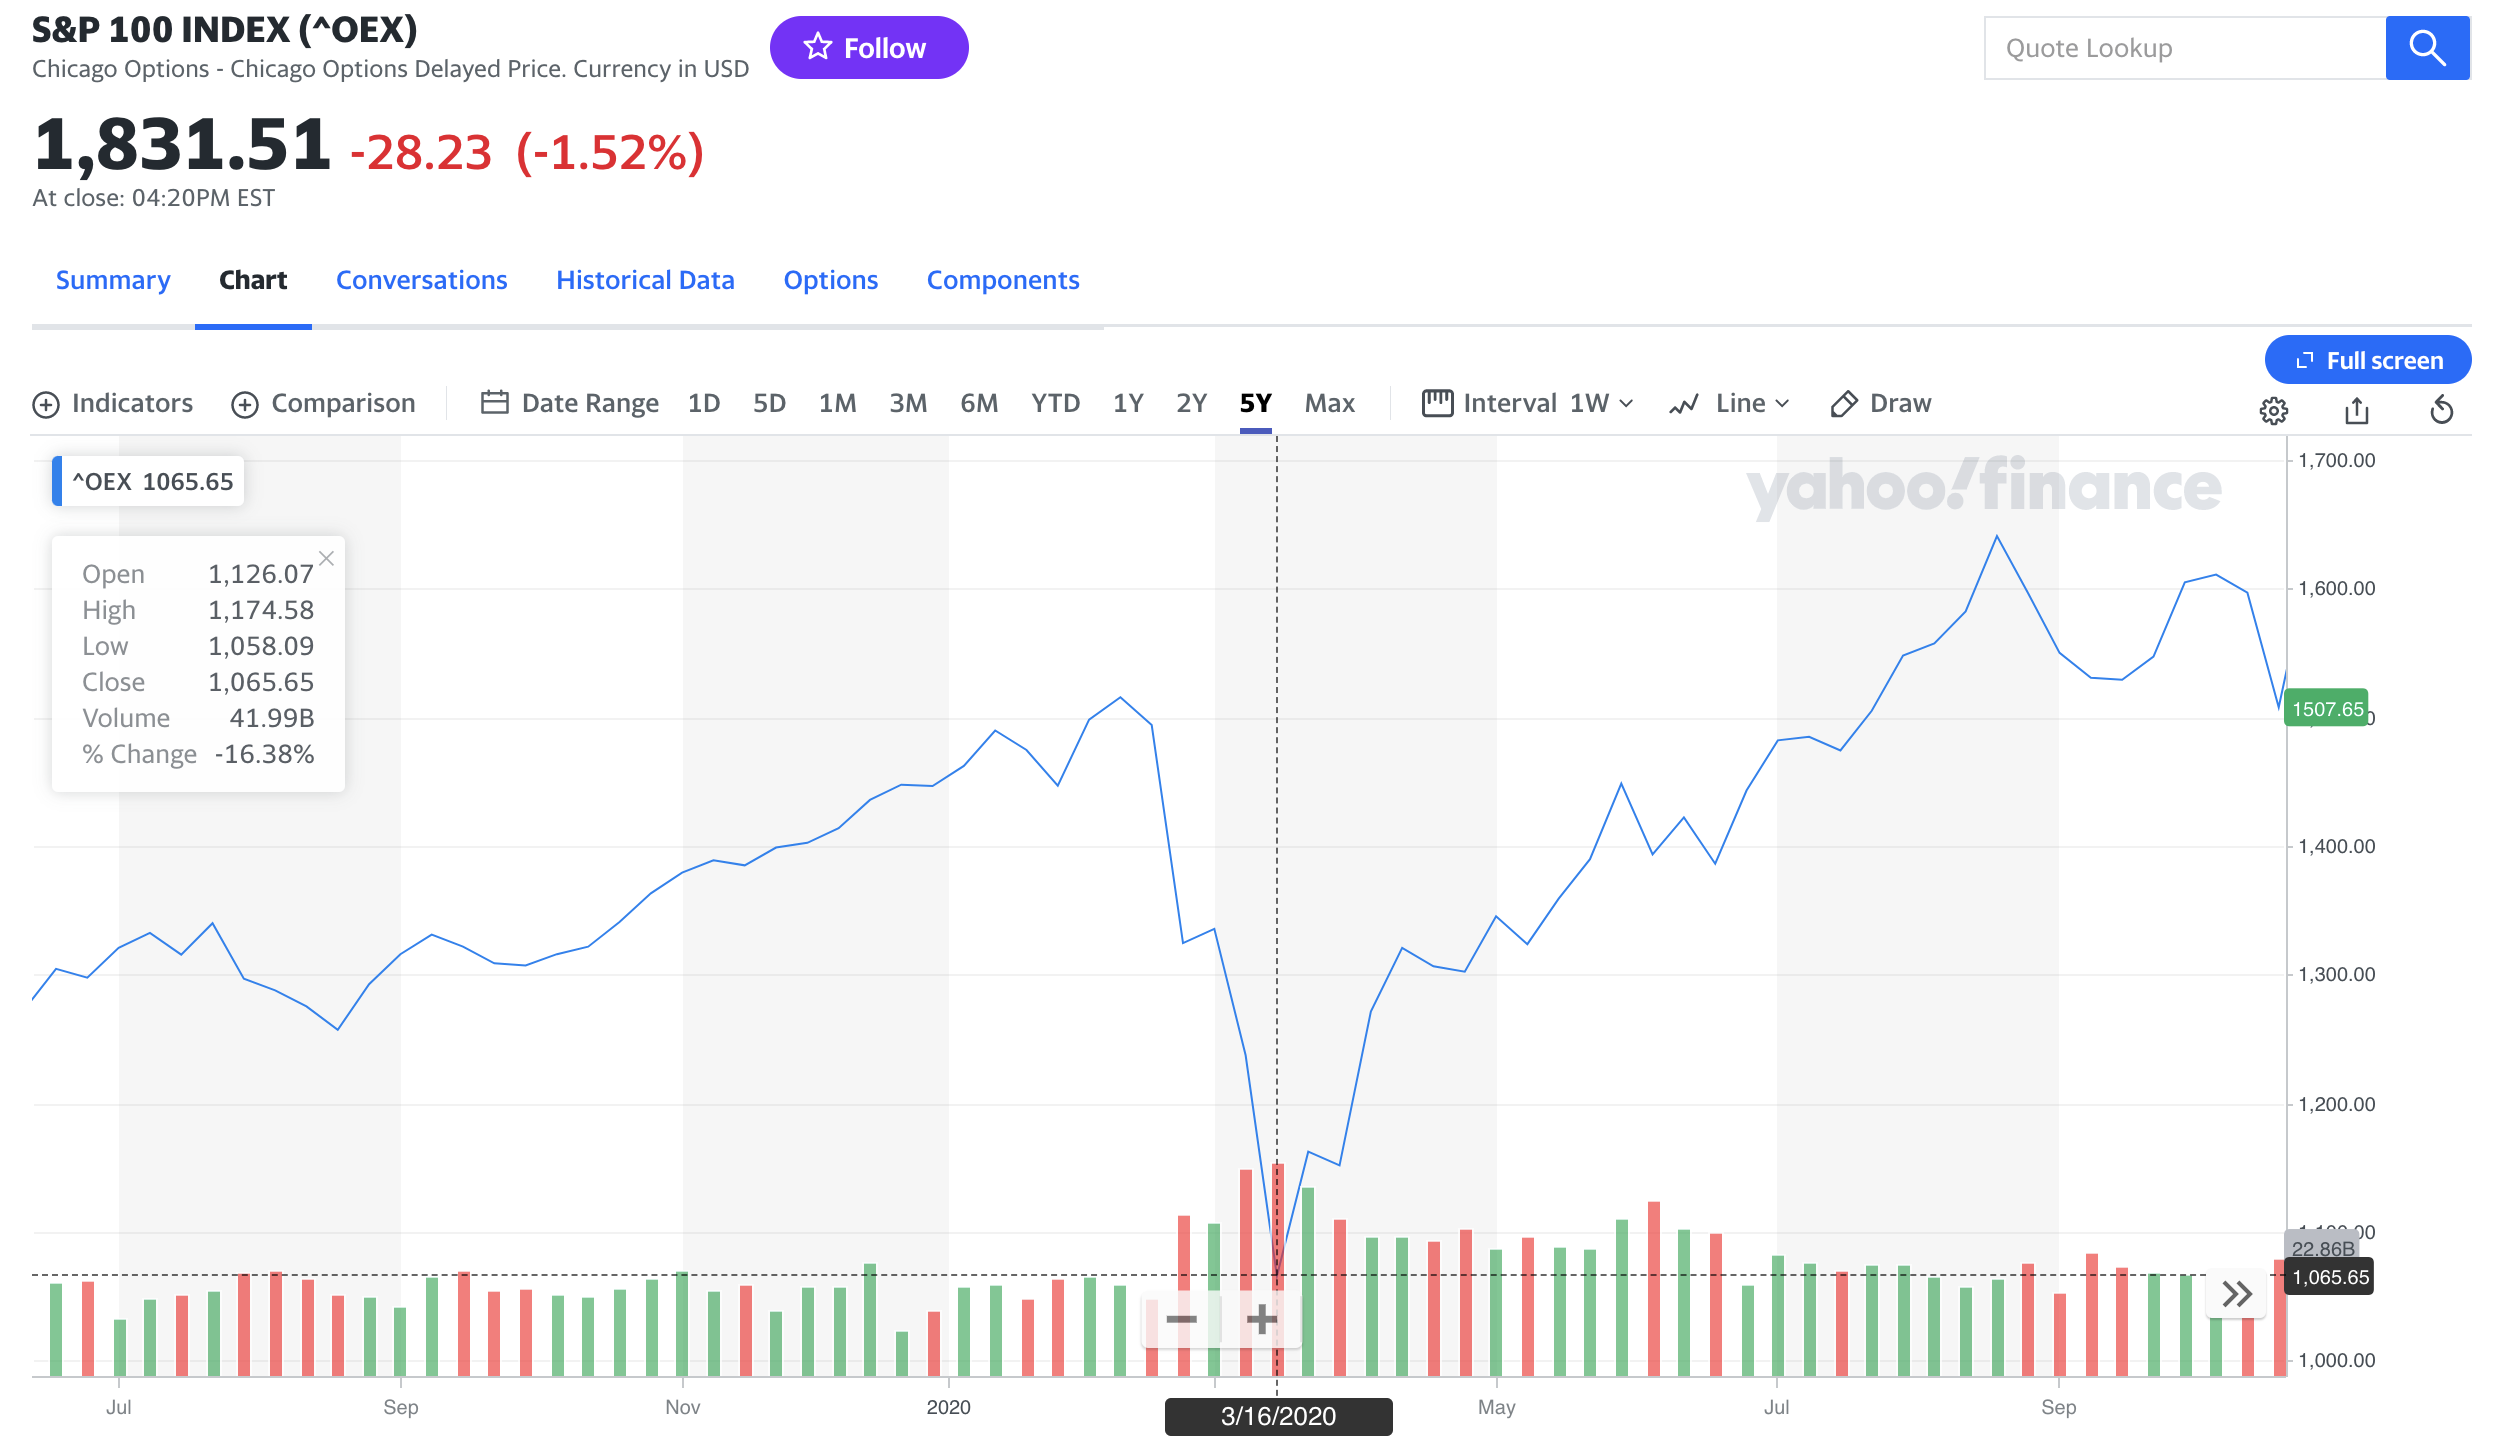 S&P 100 INDEX (^OEX)
Chicago Options - Chicago Options Delayed Price. Currency in USD
Follow
Quote Lookup
1,831.51 -28.23 (-1.52%)
At close: 04:20PM EST
Summary Chart Conversations Historical Data Options Components
Full screen
Indicators Comparison Date Range 1D 5D 1M 3M 6M YTD 1Y 2Y 5Y Max Interval 1W Line Draw
^OEX 1065.65
yahoo!finance
Open 1,126.07
High 1,174.58
Low 1,058.09
Close 1,065.65
Volume 41.99B
% Change -16.38%
1,700.00
1,600.00
1507.65
1,400.00
1,300.00
1,200.00
22.86B
1,065.65
1,000.00
Jul Sep Nov 2020 3/16/2020 May Jul Sep